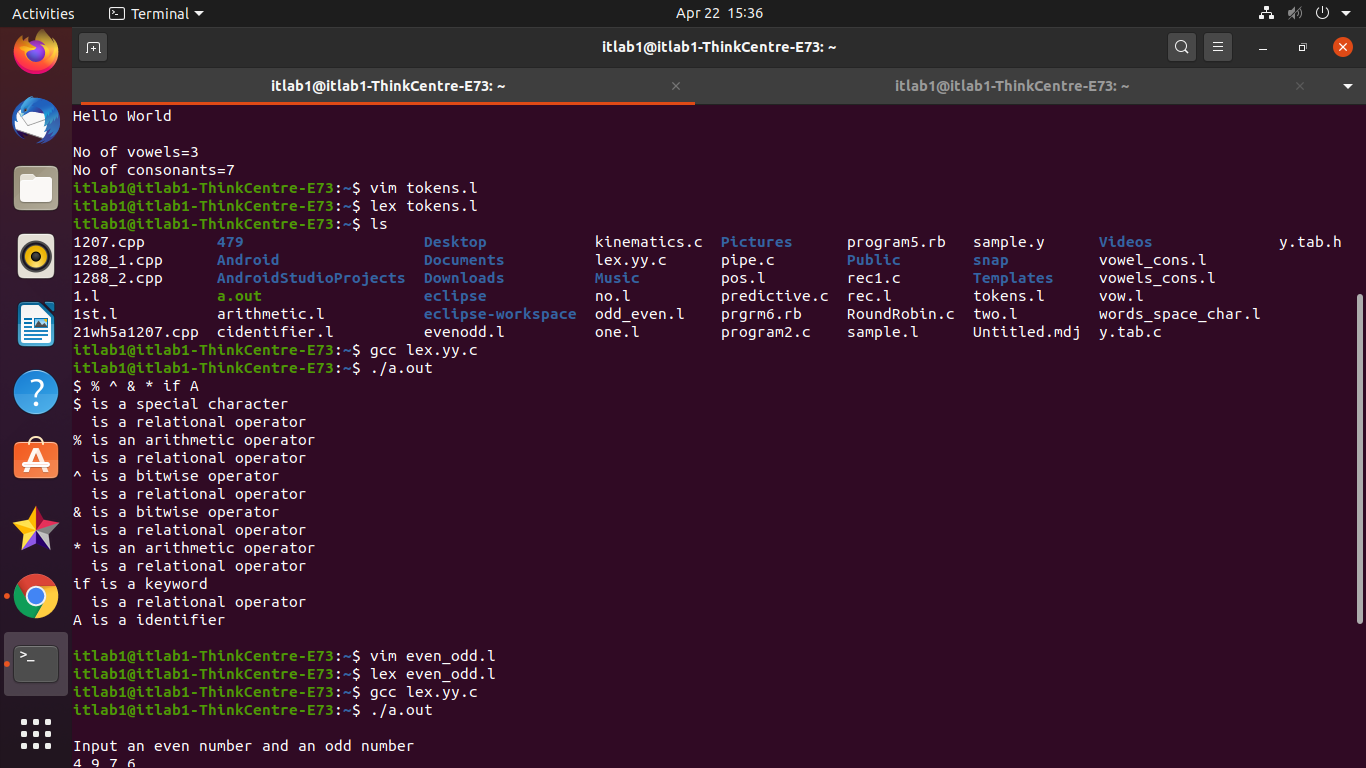 Activities Terminal Apr 22 15:36
itlab1@itlab1-ThinkCentre-E73: ~
itlab1@itlab1-ThinkCentre-E73: ~ itlab1@itlab1-ThinkCentre-E73: ~
Hello World
No of vowels=3
No of consonants=7
itlab1@itlab1-ThinkCentre-E73:~$ vim tokens.l
itlab1@itlab1-ThinkCentre-E73:~$ lex tokens.l
itlab1@itlab1-ThinkCentre-E73:~$ ls
1207.cpp 479 Desktop kinematics.c Pictures program5.rb sample.y Videos y.tab.h
1288_1.cpp Android Documents lex.yy.c pipe.c Public snap vowel_cons.l
1288_2.cpp AndroidStudioProjects Downloads Music pos.l rec1.c Templates vowels_cons.l
1.l a.out eclipse no.l predictive.c rec.l tokens.l vow.l
1st.l arithmetic.l eclipse-workspace odd_even.l prgrm6.rb RoundRobin.c two.l words_space_char.l
21wh5a1207.cpp cidentifier.l evenodd.l one.l program2.c sample.l Untitled.mdj y.tab.c
itlab1@itlab1-ThinkCentre-E73:~$ gcc lex.yy.c
itlab1@itlab1-ThinkCentre-E73:~$ ./a.out
$ % ^ & * if A
$ is a special character
is a relational operator
% is an arithmetic operator
is a relational operator
^ is a bitwise operator
is a relational operator
& is a bitwise operator
is a relational operator
* is an arithmetic operator
is a relational operator
if is a keyword
is a relational operator
A is a identifier
itlab1@itlab1-ThinkCentre-E73:~$ vim even_odd.l
itlab1@itlab1-ThinkCentre-E73:~$ lex even_odd.l
itlab1@itlab1-ThinkCentre-E73:~$ gcc lex.yy.c
itlab1@itlab1-ThinkCentre-E73:~$ ./a.out
Input an even number and an odd number
4 9 7 6